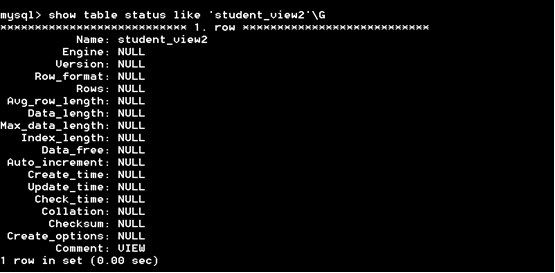 mysql> show table status like 'student_view2'\G
*************************** 1. row ***************************
Name: student_view2
Engine: NULL
Version: NULL
Row_format: NULL
Rows: NULL
Avg_row_length: NULL
Data_length: NULL
Max_data_length: NULL
Index_length: NULL
Data_free: NULL
Auto_increment: NULL
Create_time: NULL
Update_time: NULL
Check_time: NULL
Collation: NULL
Checksum: NULL
Create_options: NULL
Comment: VIEW
1 row in set (0.00 sec)